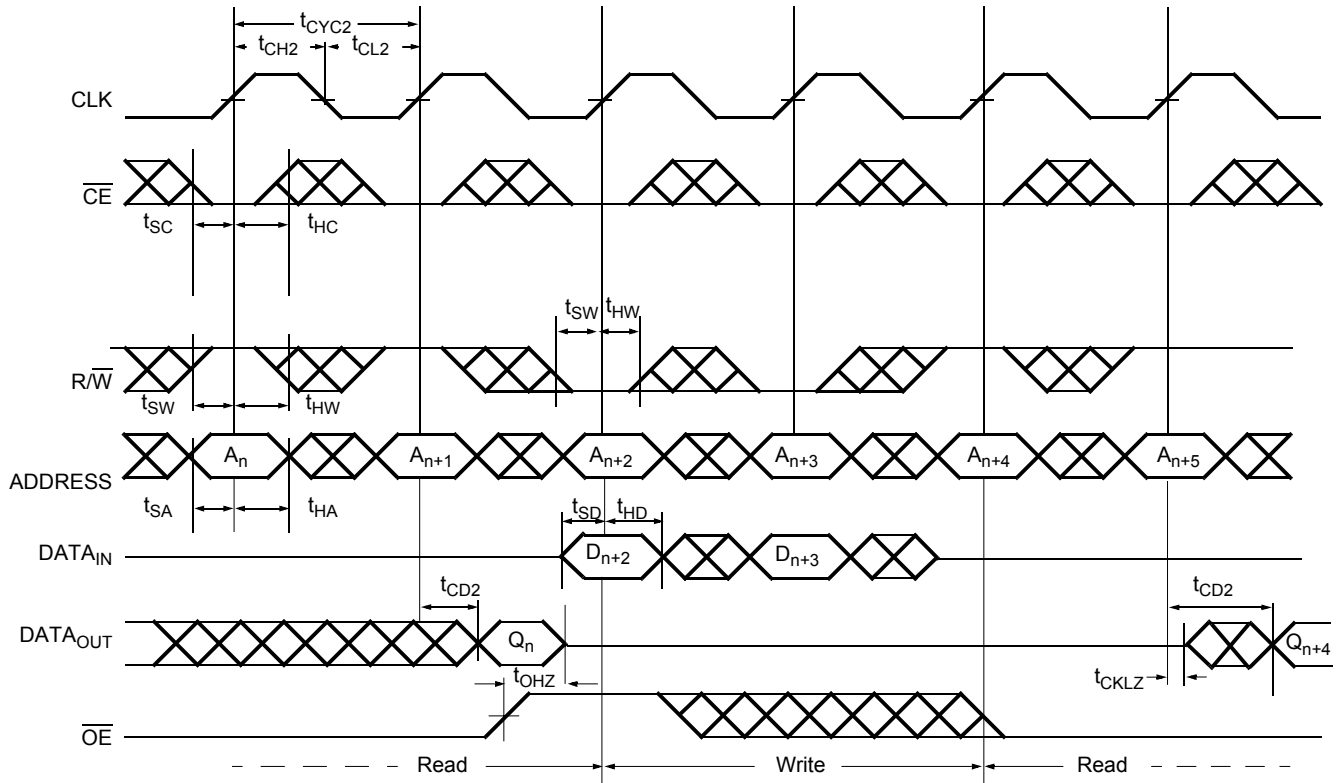 tCYC2
tCH2 tCL2
CLK
CE
tSC tHC
tSW tHW
R/W
tSW tHW
An An+1 An+2 An+3 An+4 An+5
ADDRESS
tSA tHA
tSD tHD
DATAIN
Dn+2 Dn+3
tCD2 tCD2
DATAOUT
Qn Qn+4
tOHZ tCKLZ
OE
Read Write Read